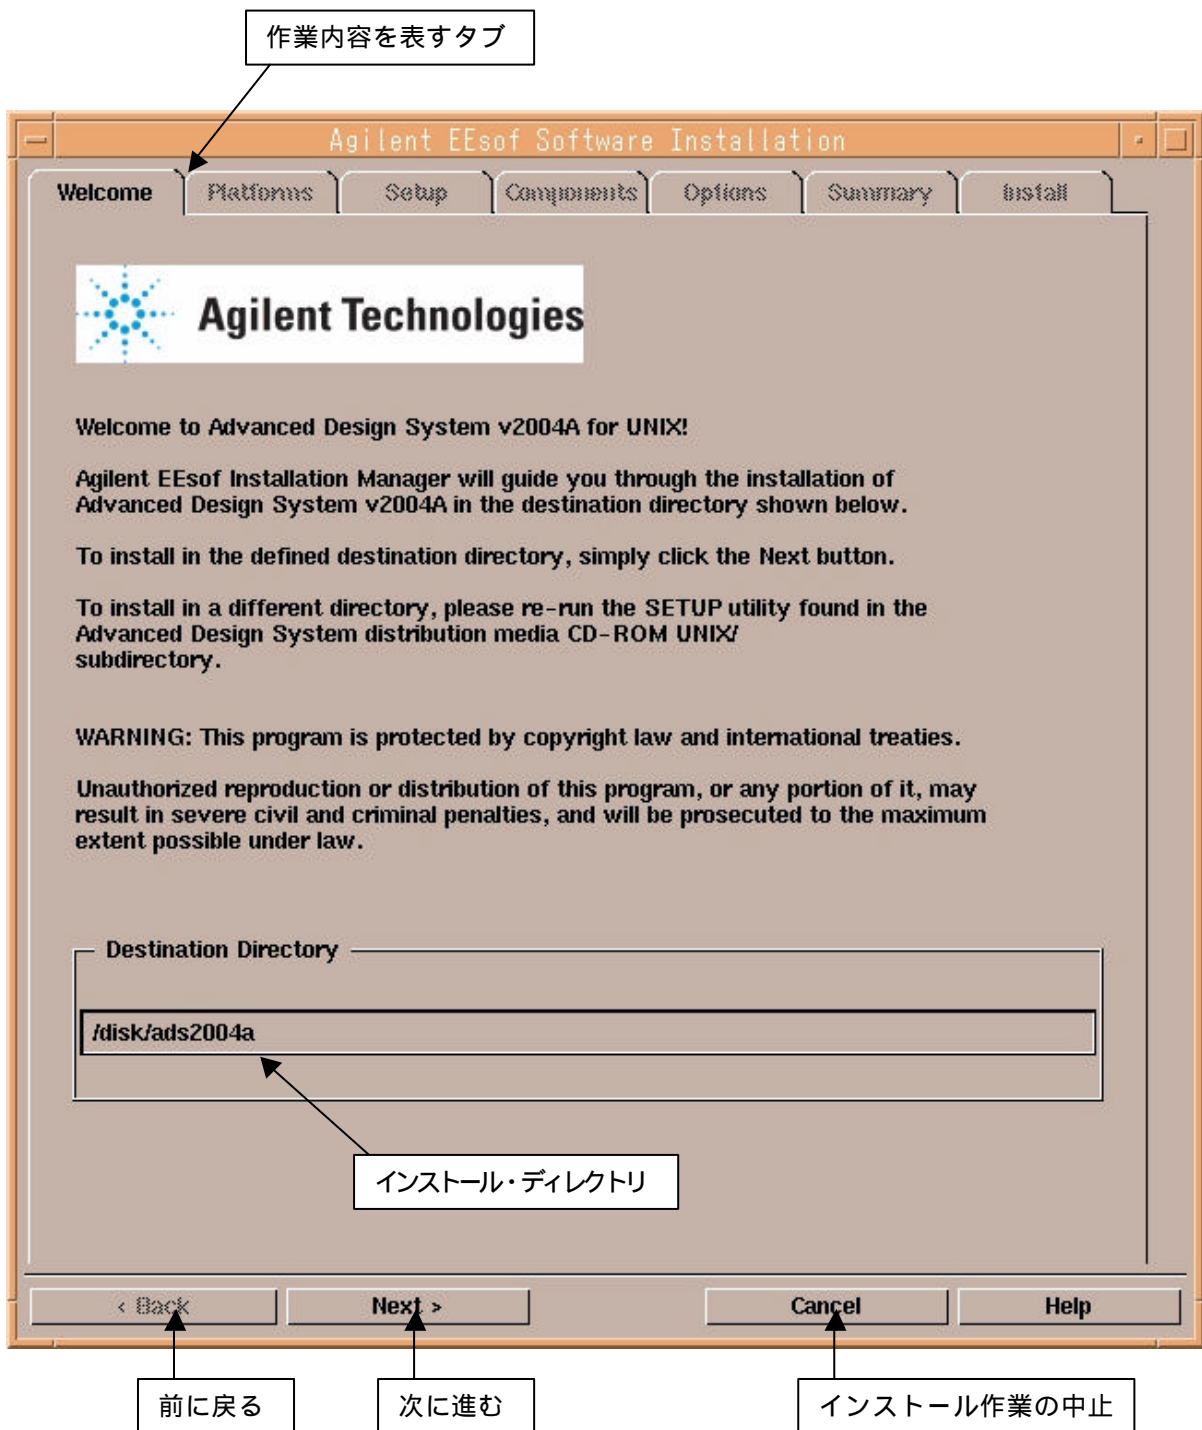 作業内容を表すタブ
Agilent EEsof Software Installation
Welcome Platforms Setup Components Options Summary Install
Agilent Technologies
Welcome to Advanced Design System v2004A for UNIX!
Agilent EEsof Installation Manager will guide you through the installation of
Advanced Design System v2004A in the destination directory shown below.
To install in the defined destination directory, simply click the Next button.
To install in a different directory, please re-run the SETUP utility found in the
Advanced Design System distribution media CD-ROM UNIX/
subdirectory.
WARNING: This program is protected by copyright law and international treaties.
Unauthorized reproduction or distribution of this program, or any portion of it, may
result in severe civil and criminal penalties, and will be prosecuted to the maximum
extent possible under law.
Destination Directory
/disk/ads2004a
インストール・ディレクトリ
< Back Next > Cancel Help
前に戻る 次に進む インストール作業の中止